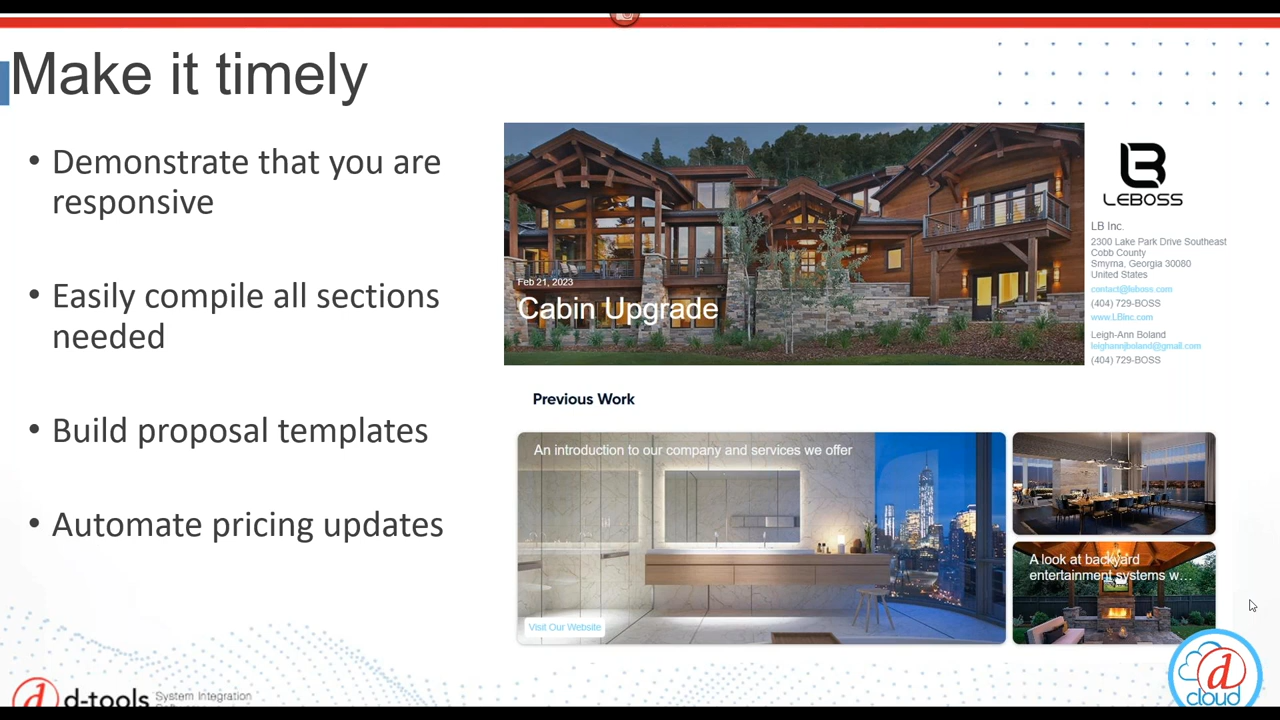 Make it timely
• Demonstrate that you are
responsive
• Easily compile all sections
needed
• Build proposal templates
• Automate pricing updates
Feb 21, 2023
Cabin Upgrade
LEBOSS
LB Inc.
2300 Lake Park Drive Southeast
Cobb County
Smyrna, Georgia 30080
United States
contact@leboss.com
(404) 729-BOSS
www.LBinc.com
Leigh-Ann Boland
leighannjboland@gmail.com
(404) 729-BOSS
Previous Work
An introduction to our company and services we offer
Visit Our Website
A look at backyard
entertainment systems w...
d-tools
System Integration
d
cloud